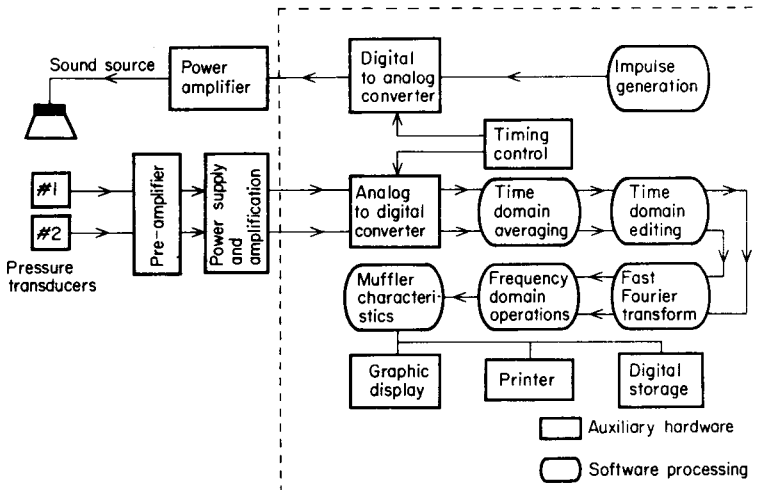 Sound source
Power
amplifier
Digital
to analog
converter
Impulse
generation
Timing
control
#1
#2
Pressure
transducers
Pre-amplifier
Power supply
and
amplification
Analog
to digital
converter
Time
domain
averaging
Time
domain
editing
Muffler
characteri-
stics
Frequency
domain
operations
Fast
Fourier
transform
Graphic
display
Printer
Digital
storage
Auxiliary hardware
Software processing